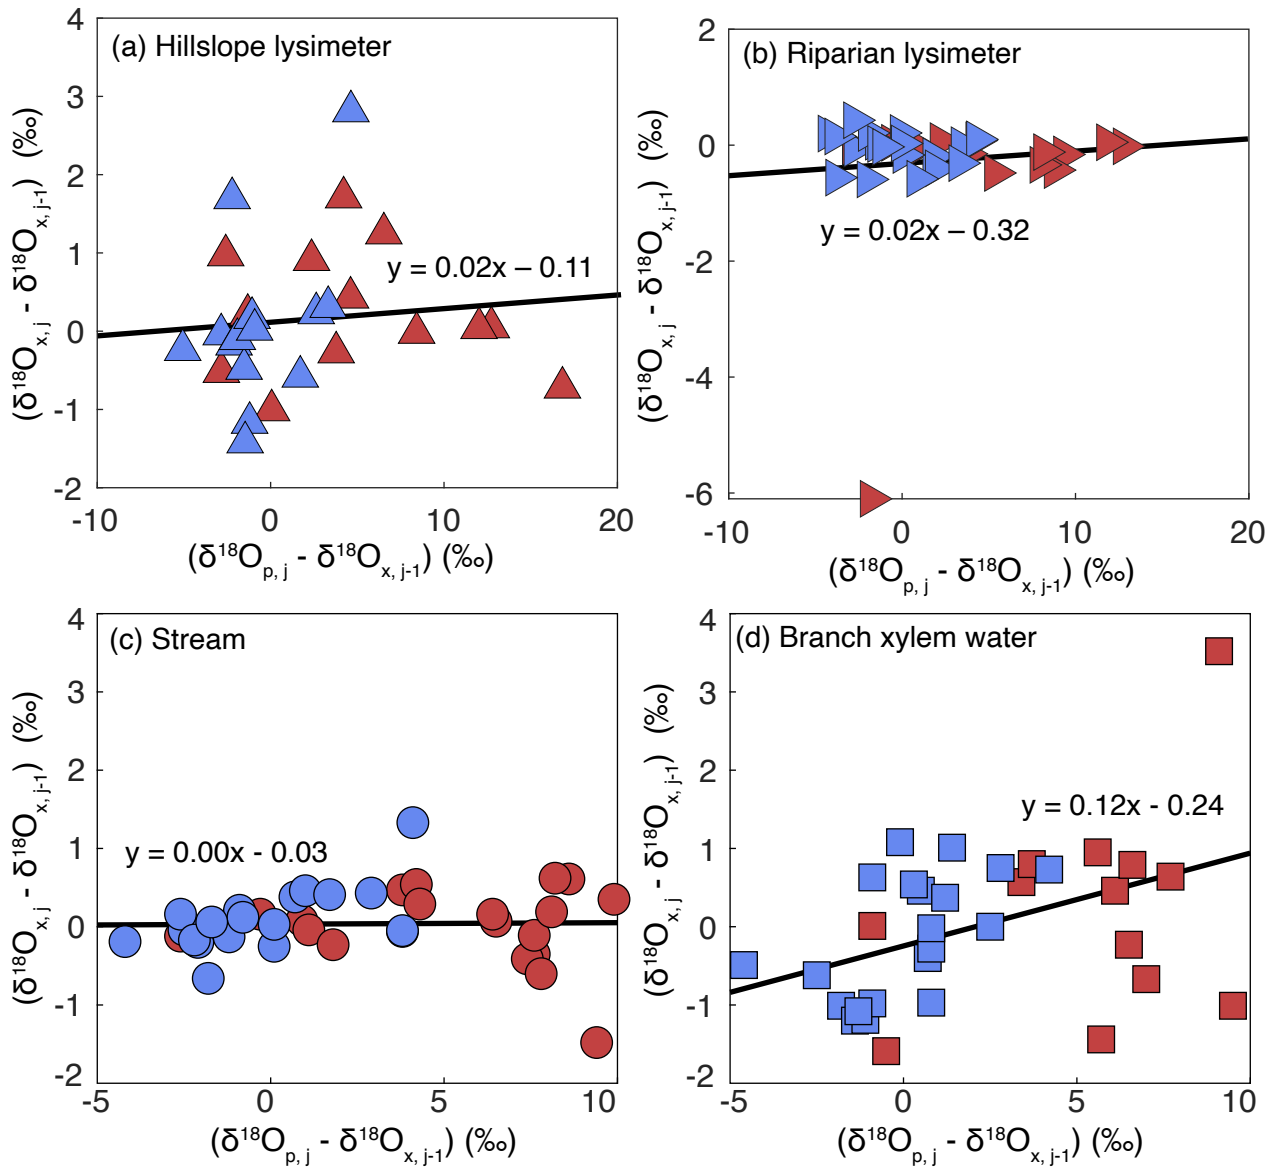 (a) Hillslope lysimeter
4
3
2
1
0
-1
-2
-10
0
10
20
y = 0.02x – 0.11
(δ¹⁸Oₓ, ⱼ - δ¹⁸Oₓ, ⱼ₋₁) (‰)
(δ¹⁸Oₚ, ⱼ - δ¹⁸Oₓ, ⱼ₋₁) (‰)
(b) Riparian lysimeter
2
0
-2
-4
-6
-10
0
10
20
y = 0.02x – 0.32
(δ¹⁸Oₓ, ⱼ - δ¹⁸Oₓ, ⱼ₋₁) (‰)
(δ¹⁸Oₚ, ⱼ - δ¹⁸Oₓ, ⱼ₋₁) (‰)
(c) Stream
4
3
2
1
0
-1
-2
-5
0
5
10
y = 0.00x - 0.03
(δ¹⁸Oₓ, ⱼ - δ¹⁸Oₓ, ⱼ₋₁) (‰)
(δ¹⁸Oₚ, ⱼ - δ¹⁸Oₓ, ⱼ₋₁) (‰)
(d) Branch xylem water
4
3
2
1
0
-1
-2
-5
0
5
10
y = 0.12x - 0.24
(δ¹⁸Oₓ, ⱼ - δ¹⁸Oₓ, ⱼ₋₁) (‰)
(δ¹⁸Oₚ, ⱼ - δ¹⁸Oₓ, ⱼ₋₁) (‰)